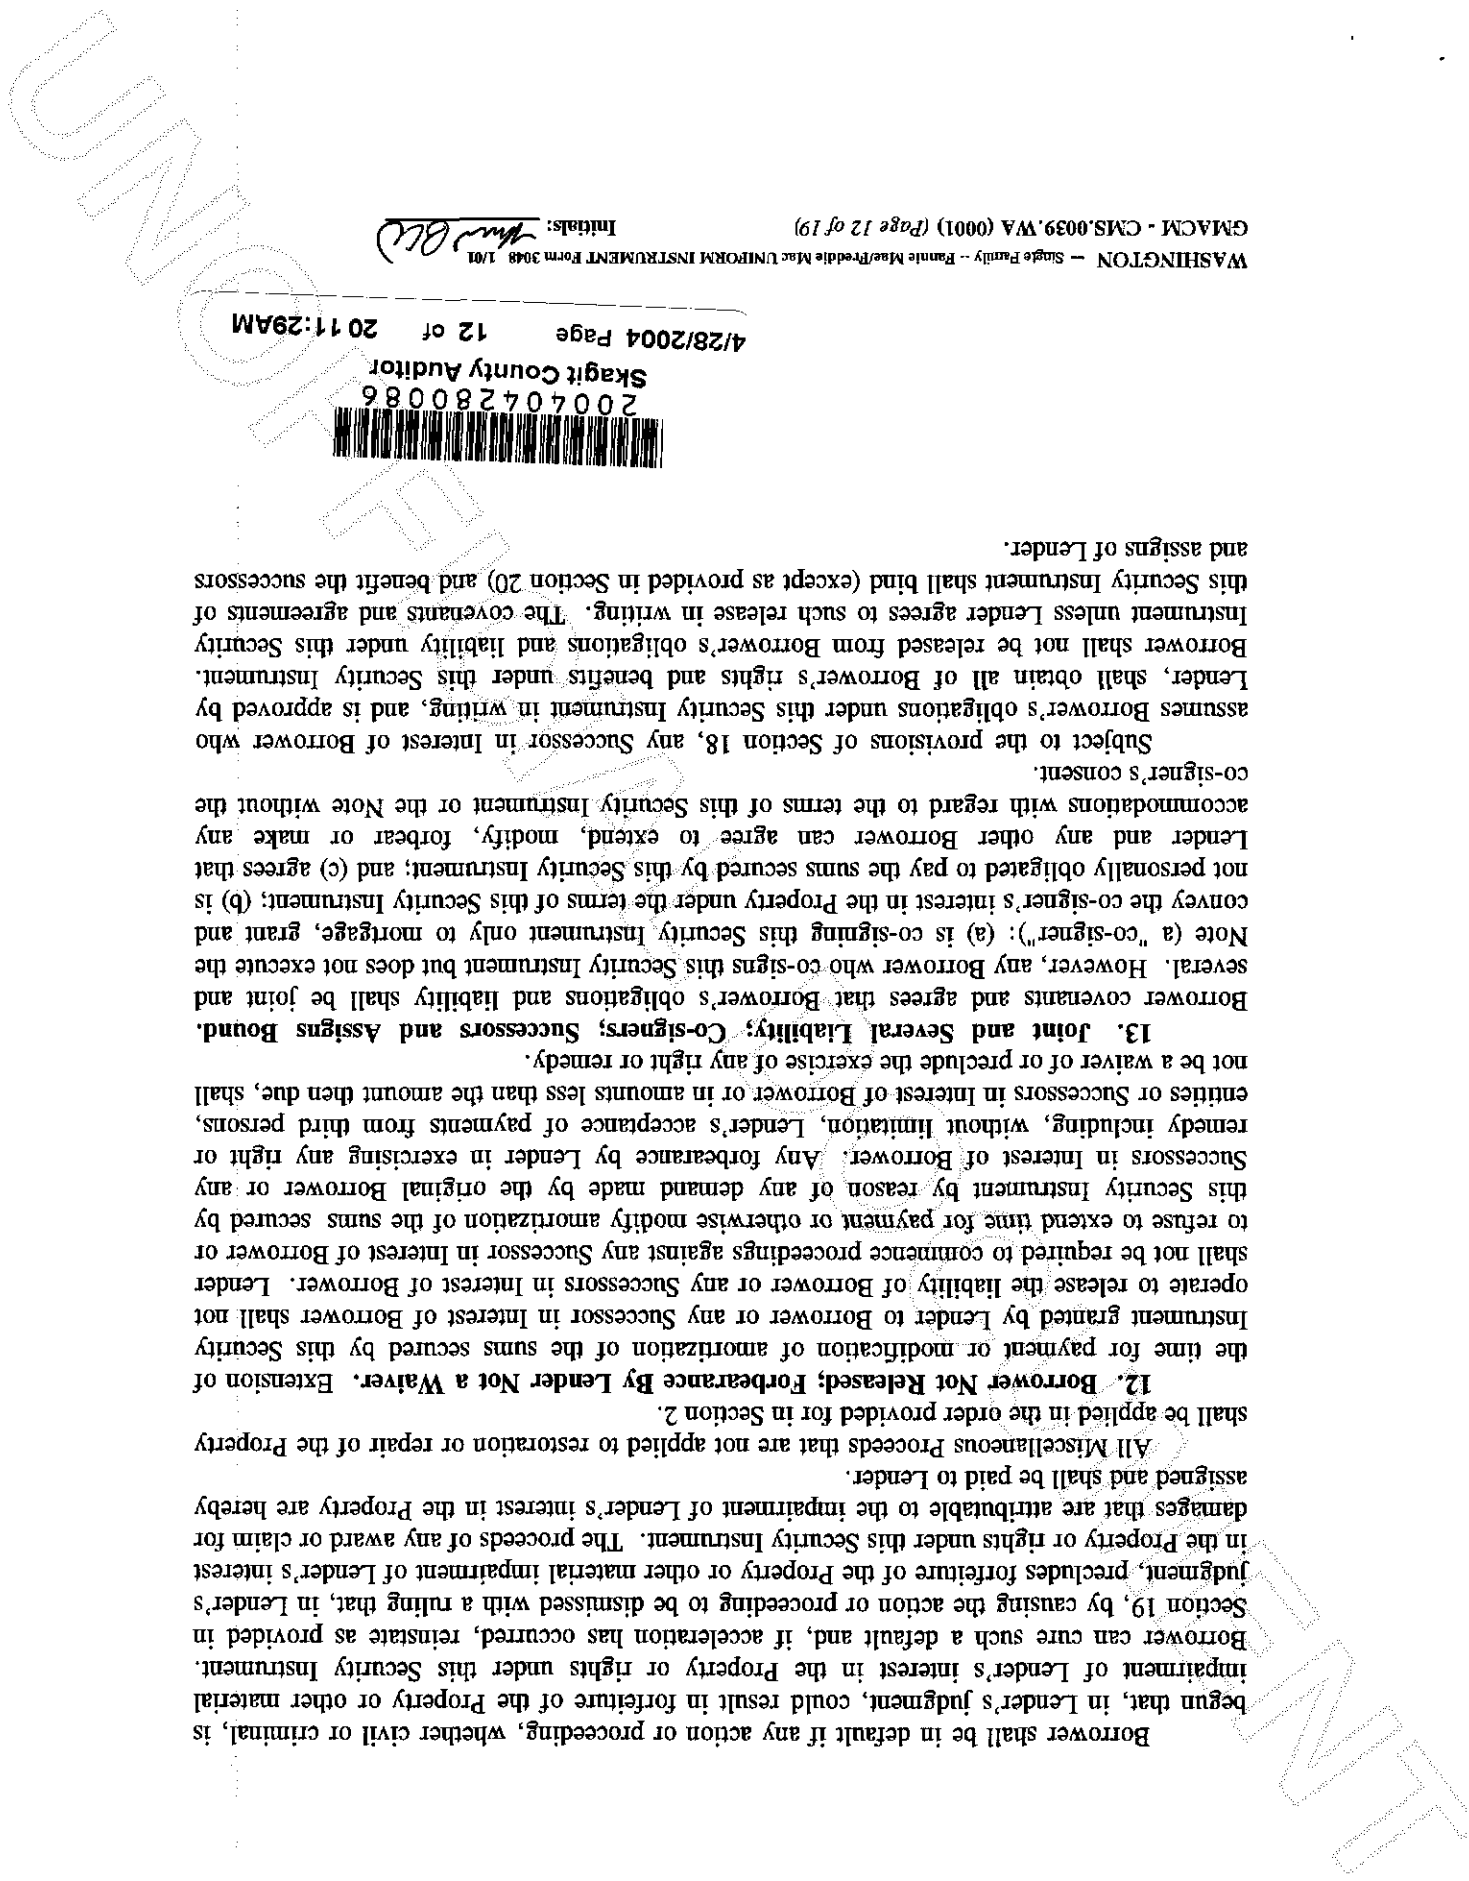 Borrower shall be in default if any action or proceeding, whether civil or criminal, is
begun that, in Lender's judgment, could result in forfeiture of the Property or other material
impairment of Lender's interest in the Property or rights under this Security Instrument.
Borrower can cure such a default and, if acceleration has occurred, reinstate as provided in
Section 19, by causing the action or proceeding to be dismissed with a ruling that, in Lender's
judgment, precludes forfeiture of the Property or other material impairment of Lender's interest
in the Property or rights under this Security Instrument. The proceeds of any award or claim for
damages that are attributable to the impairment of Lender's interest in the Property are hereby
assigned and shall be paid to Lender.
All Miscellaneous Proceeds that are not applied to restoration or repair of the Property
shall be applied in the order provided for in Section 2.
12. Borrower Not Released; Forbearance By Lender Not a Waiver. Extension of
the time for payment or modification of amortization of the sums secured by this Security
Instrument granted by Lender to Borrower or any Successor in Interest of Borrower shall not
operate to release the liability of Borrower or any Successors in Interest of Borrower. Lender
shall not be required to commence proceedings against any Successor in Interest of Borrower or
to refuse to extend time for payment or otherwise modify amortization of the sums secured by
this Security Instrument by reason of any demand made by the original Borrower or any
Successors in Interest of Borrower. Any forbearance by Lender in exercising any right or
remedy including, without limitation, Lender's acceptance of payments from third persons,
entities or Successors in Interest of Borrower or in amounts less than the amount then due, shall
not be a waiver of or preclude the exercise of any right or remedy.
13. Joint and Several Liability; Co-signers; Successors and Assigns Bound.
Borrower covenants and agrees that Borrower's obligations and liability shall be joint and
several. However, any Borrower who co-signs this Security Instrument but does not execute the
Note (a "co-signer"): (a) is co-signing this Security Instrument only to mortgage, grant and
convey the co-signer's interest in the Property under the terms of this Security Instrument; (b) is
not personally obligated to pay the sums secured by this Security Instrument; and (c) agrees that
Lender and any other Borrower can agree to extend, modify, forbear or make any
accommodations with regard to the terms of this Security Instrument or the Note without the
co-signer's consent.
Subject to the provisions of Section 18, any Successor in Interest of Borrower who
assumes Borrower's obligations under this Security Instrument in writing, and is approved by
Lender, shall obtain all of Borrower's rights and benefits under this Security Instrument.
Borrower shall not be released from Borrower's obligations and liability under this Security
Instrument unless Lender agrees to such release in writing. The covenants and agreements of
this Security Instrument shall bind (except as provided in Section 20) and benefit the successors
and assigns of Lender.
200404280086
Skagit County Auditor
4/28/2004 Page 12 of 20 11:29AM
WASHINGTON – Single Family -- Fannie Mae/Freddie Mac UNIFORM INSTRUMENT Form 3048 1/01
GMACM - CMS.0039.WA (0001) (Page 12 of 19) Initials:
UNOFFICIAL DOCUMENT